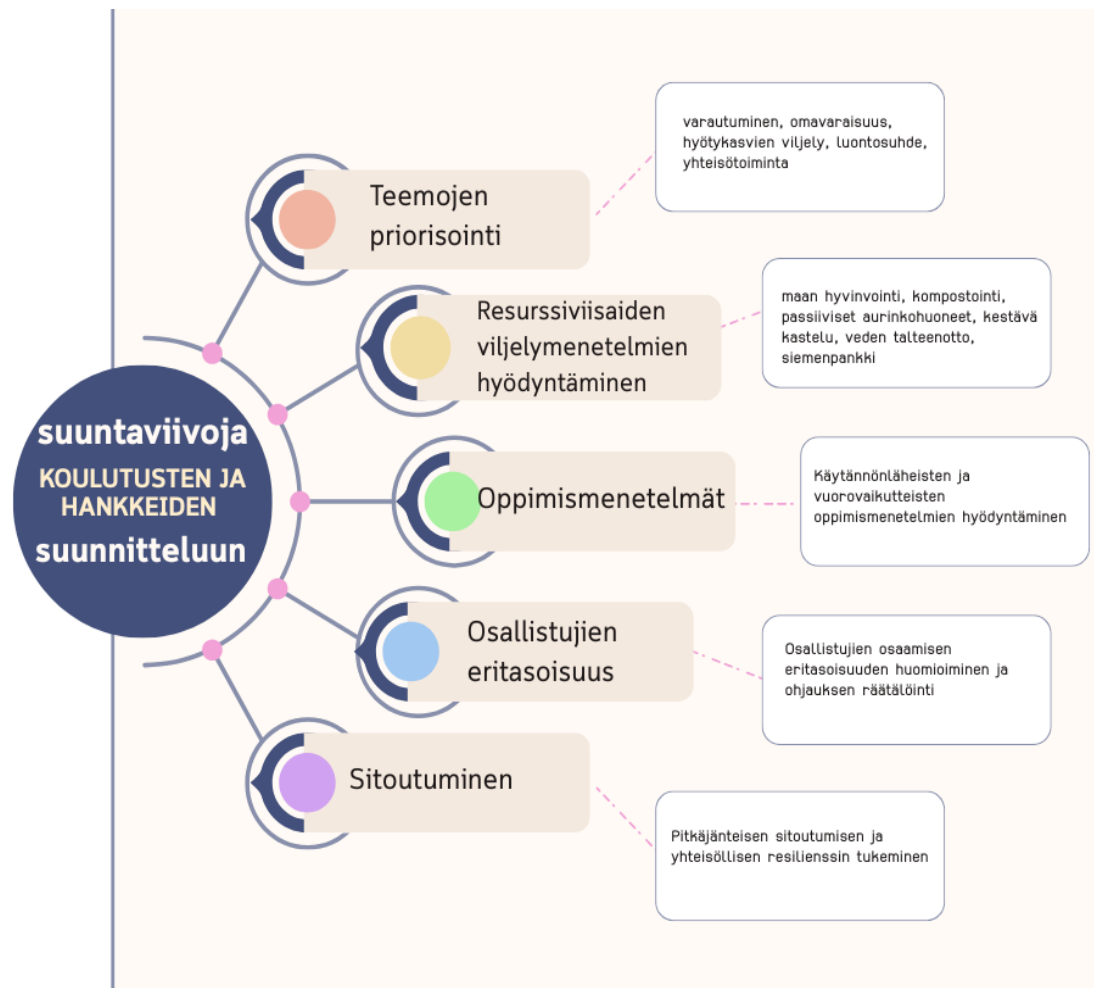 suuntaviivoja
KOULUTUSTEN JA
HANKKEIDEN
suunnitteluun
Teemojen
priorisointi
varautuminen, omavaraisuus,
hyötykasvien viljely, luontosuhde,
yhteisötoiminta
Resurssiviisaiden
viljelymenetelmien
hyödyntäminen
maan hyvinvointi, kompostointi,
passiiviset aurinkohuoneet, kestävä
kastelu, veden talteenotto,
siemenpankki
Oppimismenetelmät
Käytännönläheisten ja
vuorovaikutteisten
oppimismenetelmien hyödyntäminen
Osallistujien
eritasoisuus
Osallistujien osaamisen
eritasoisuuden huomioiminen ja
ohjauksen räätälöinti
Sitoutuminen
Pitkäjänteisen sitoutumisen ja
yhteisöllisen resilienssin tukeminen